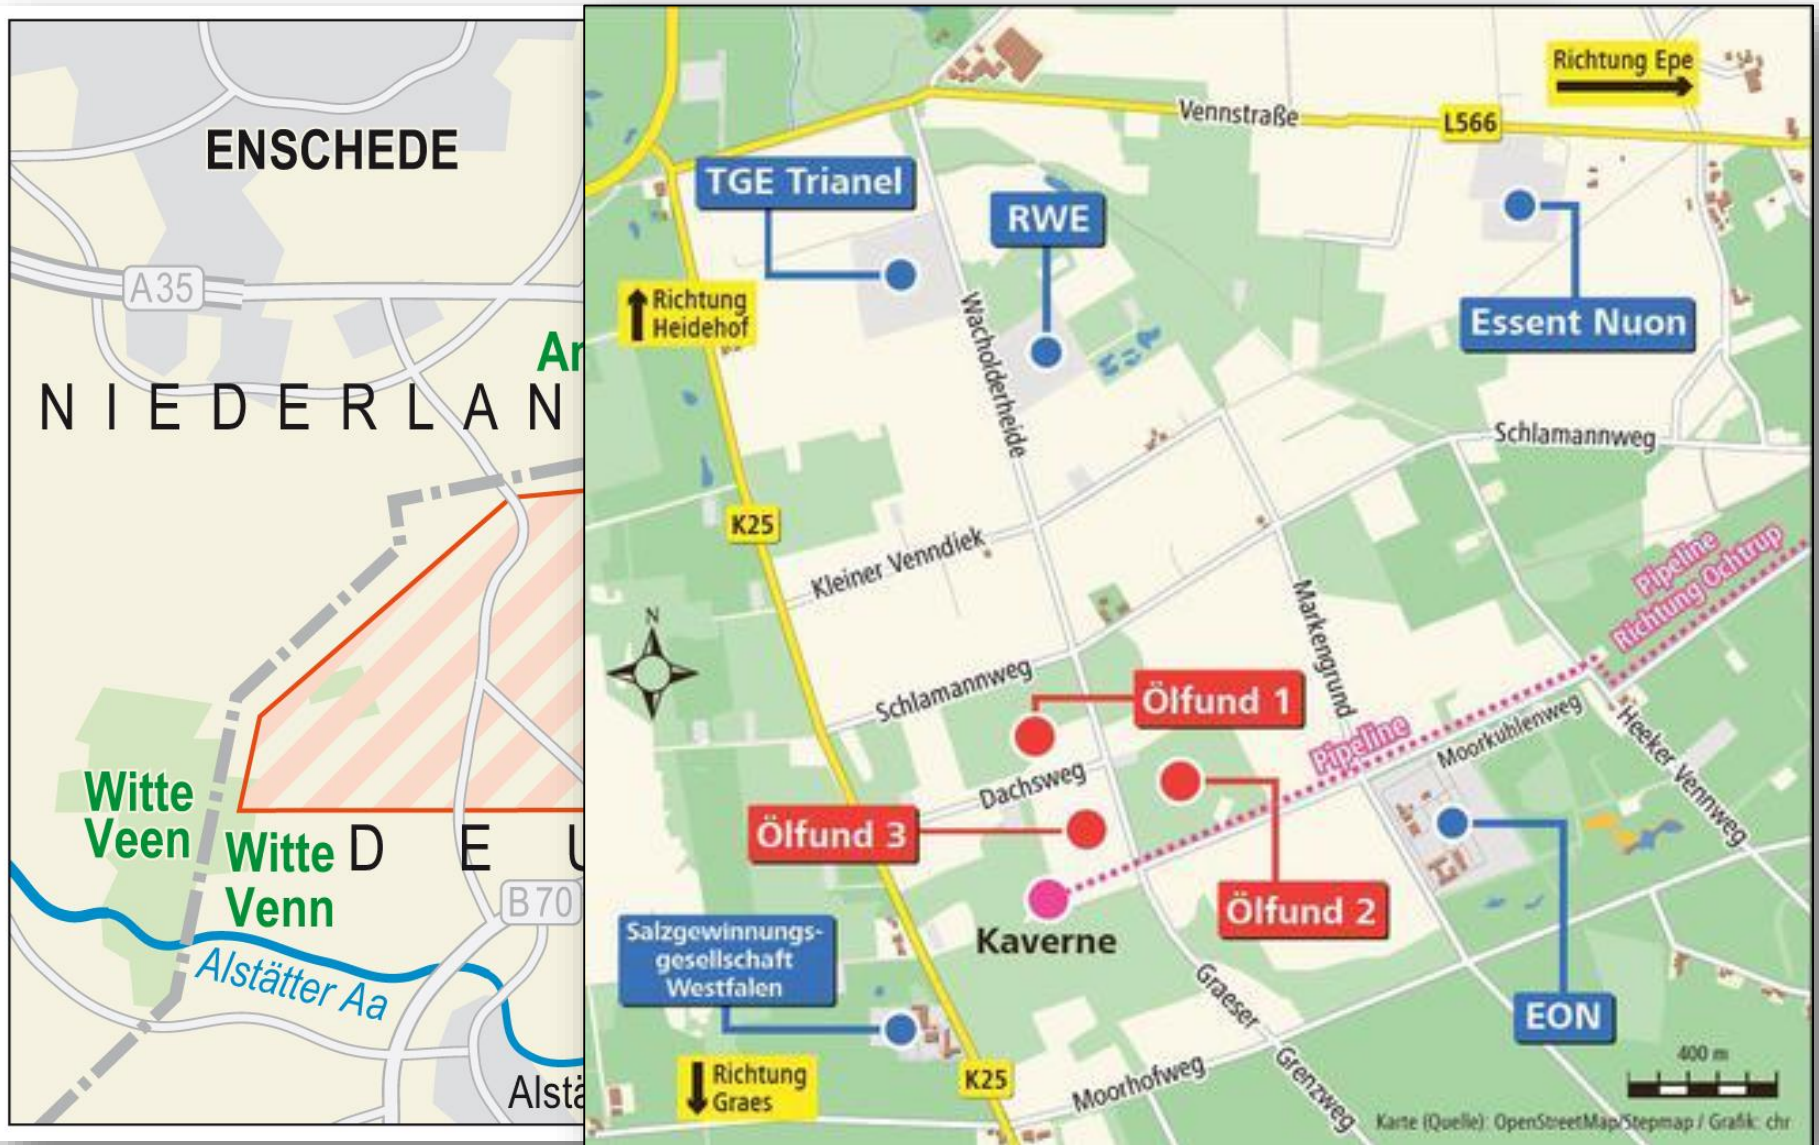 ENSCHEDE
A35
An
NIEDERLAN
Witte
Veen
Witte
Venn
DEU
B70
Alstätter Aa
Alstä
Richtung Epe
Vennstraße
L566
TGE Trianel
RWE
Essent Nuon
Richtung
Heidehof
Wacholderheide
Schlamannweg
K25
Kleiner Venndiek
Pipeline
Richtung Ochtrup
Markengrund
N
Schlamannweg
Ölfund 1
Pipeline
Moorkuhlenweg
Heeker Vennweg
Dachsweg
Ölfund 3
Ölfund 2
Kaverne
Salzgewinnungs-
gesellschaft
Westfalen
Graeser
Grenzweg
EON
Richtung
Graes
K25
Moorhofweg
400 m
Karte (Quelle): OpenStreetMap/Stepmap / Grafik: chr